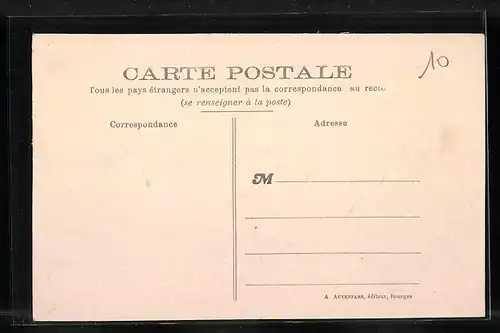 10
CARTE POSTALE
Tous les pays étrangers n'acceptent pas la correspondance au recto
(se renseigner à la poste)
Correspondance
Adresse
M
A AUXENFANS, éditeur, Bourges